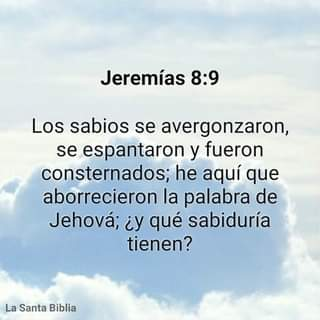 Jeremías 8:9
Los sabios se avergonzaron,
se espantaron y fueron
consternados; he aquí que
aborrecieron la palabra de
Jehová; ¿y qué sabiduría
tienen?
La Santa Biblia